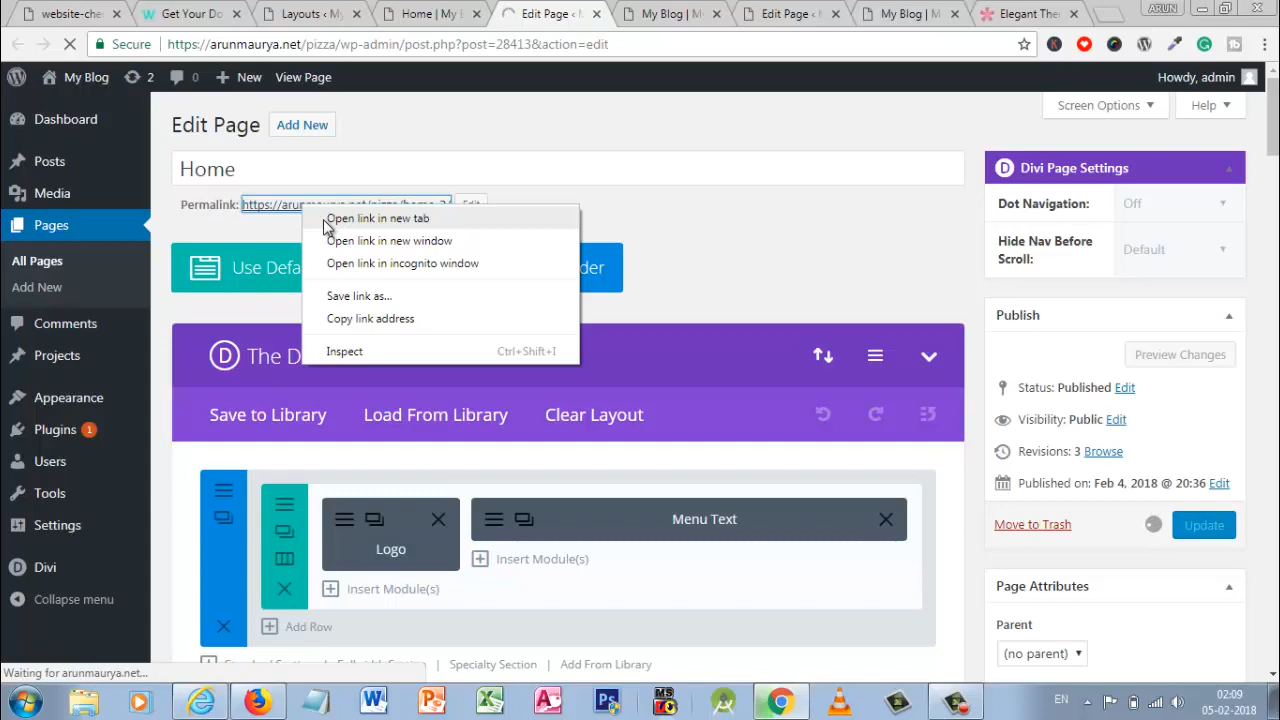 website-che
Get Your Do
Layouts ‹ My
Home | My B
Edit Page ‹ M
My Blog | M
Edit Page ‹ M
My Blog | M
Elegant The
ARUN
Secure
https://arunmaurya.net/pizza/wp-admin/post.php?post=28413&action=edit
My Blog
2
0
New
View Page
Howdy, admin
Screen Options
Help
Dashboard
Posts
Media
Pages
All Pages
Add New
Comments
Projects
Appearance
Plugins 1
Users
Tools
Settings
Divi
Collapse menu
Edit Page
Add New
Home
Permalink: https://arunmaurya.net/pizza/home-2/
Edit
Open link in new tab
Open link in new window
Open link in incognito window
Save link as...
Copy link address
Inspect
Ctrl+Shift+I
Use Defa
der
The D
Save to Library
Load From Library
Clear Layout
Logo
Menu Text
Insert Module(s)
Insert Module(s)
Add Row
Specialty Section
Add From Library
Divi Page Settings
Dot Navigation:
Off
Hide Nav Before Scroll:
Default
Publish
Preview Changes
Status: Published Edit
Visibility: Public Edit
Revisions: 3 Browse
Published on: Feb 4, 2018 @ 20:36 Edit
Move to Trash
Update
Page Attributes
Parent
(no parent)
Waiting for arunmaurya.net...
EN
02:09
05-02-2018